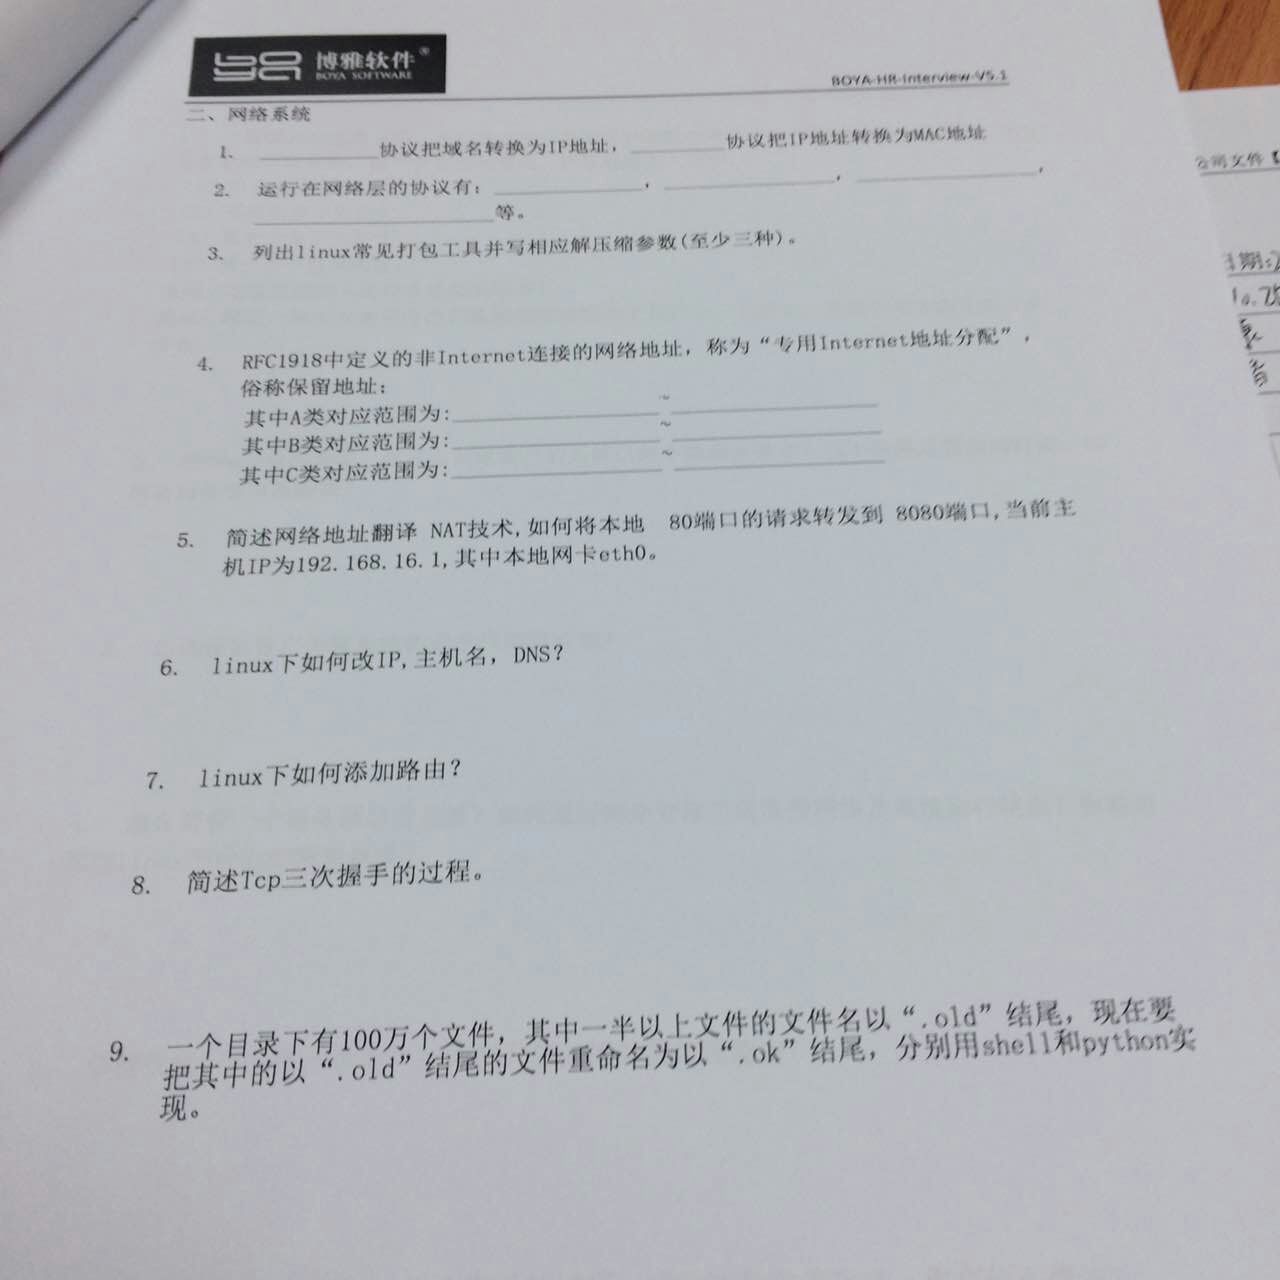 博雅软件®
BOYA SOFTWARE
BOYA-HR-Interview-V5.1
二、网络系统
1. ________协议把域名转换为IP地址，________协议把IP地址转换为MAC地址
2. 运行在网络层的协议有：________，________，________，
________等。
3. 列出linux常见打包工具并写相应解压缩参数(至少三种)。
4. RFC1918中定义的非Internet连接的网络地址，称为“专用Internet地址分配”，
俗称保留地址：
其中A类对应范围为:________~________
其中B类对应范围为:________~________
其中C类对应范围为:________~________
5. 简述网络地址翻译 NAT技术,如何将本地 80端口的请求转发到 8080端口,当前主
机IP为192.168.16.1,其中本地网卡eth0。
6. linux下如何改IP,主机名，DNS？
7. linux下如何添加路由？
8. 简述Tcp三次握手的过程。
9. 一个目录下有100万个文件，其中一半以上文件的文件名以“.old”结尾，现在要
把其中的以“.old”结尾的文件重命名为以“.ok”结尾，分别用shell和python实
现。
文件【
期: